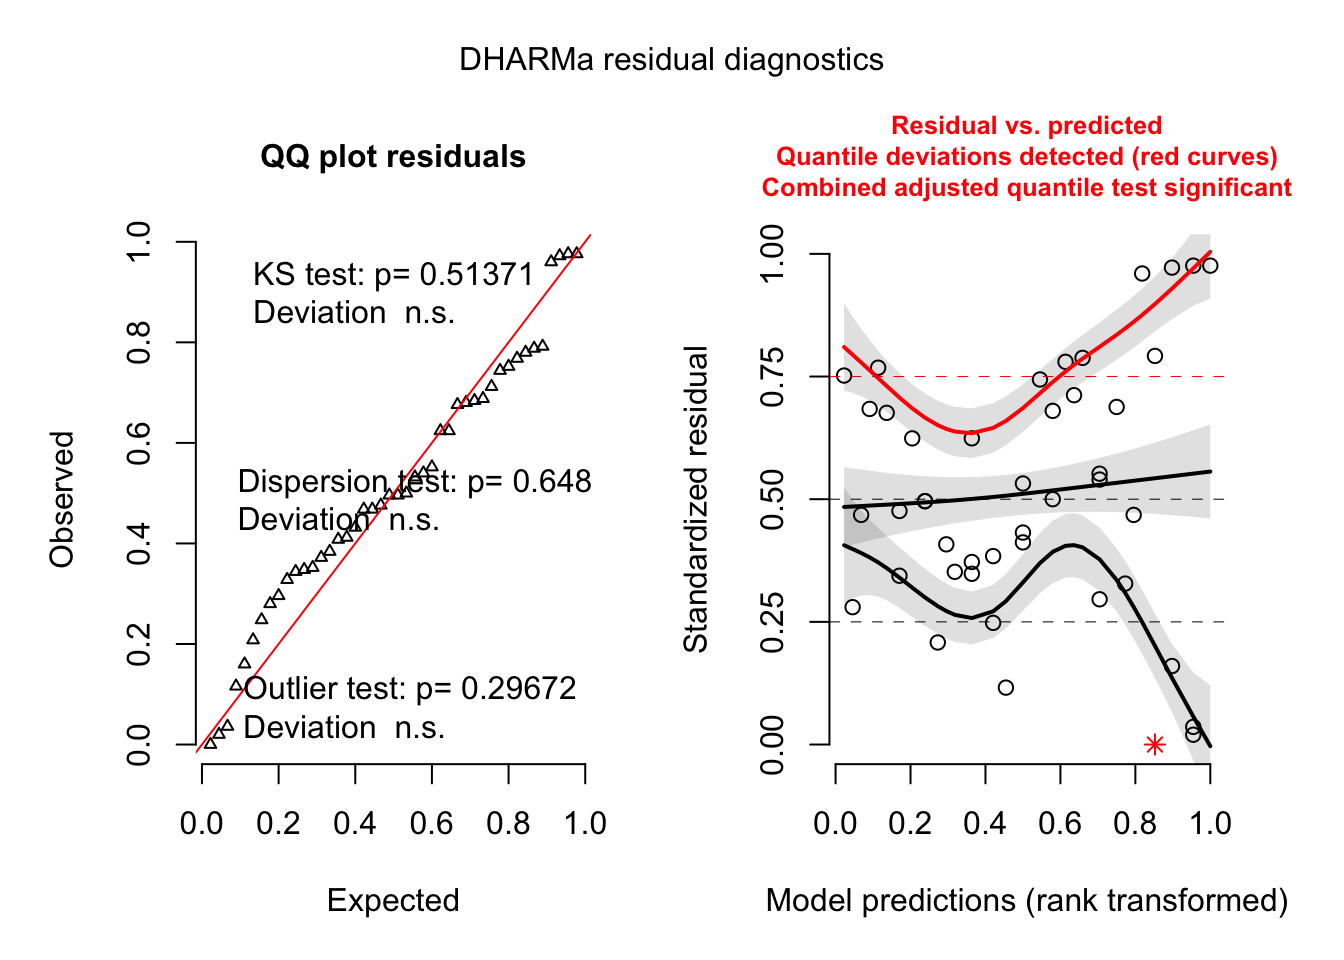 DHARMa residual diagnostics
QQ plot residuals
Observed
0.0 0.2 0.4 0.6 0.8 1.0
KS test: p= 0.51371
Deviation  n.s.
Dispersion test: p= 0.648
Deviation  n.s.
Outlier test: p= 0.29672
Deviation  n.s.
0.0 0.2 0.4 0.6 0.8 1.0
Expected
Residual vs. predicted
Quantile deviations detected (red curves)
Combined adjusted quantile test significant
Standardized residual
0.00 0.25 0.50 0.75 1.00
0.0 0.2 0.4 0.6 0.8 1.0
Model predictions (rank transformed)